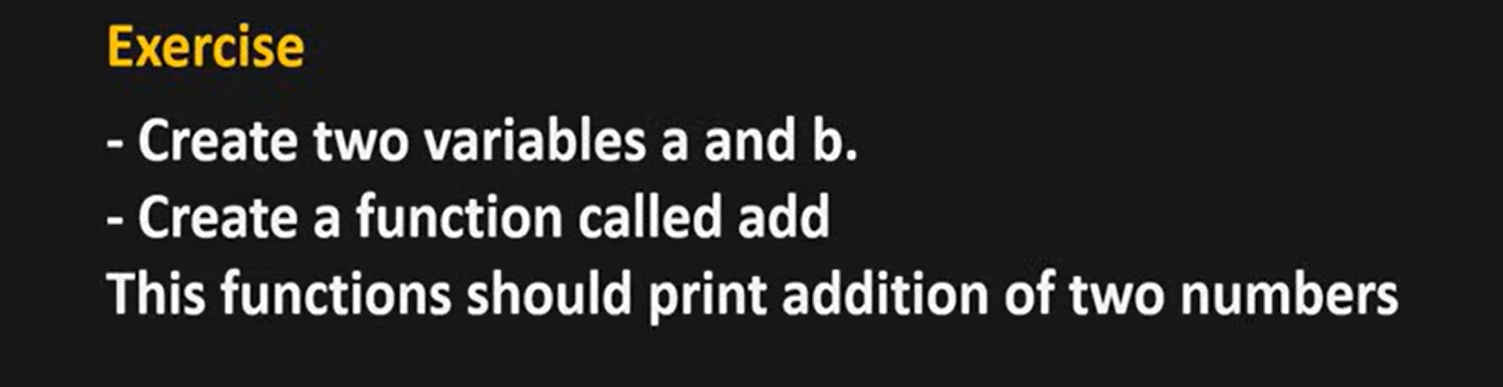 Exercise
- Create two variables a and b.
- Create a function called add
This functions should print addition of two numbers